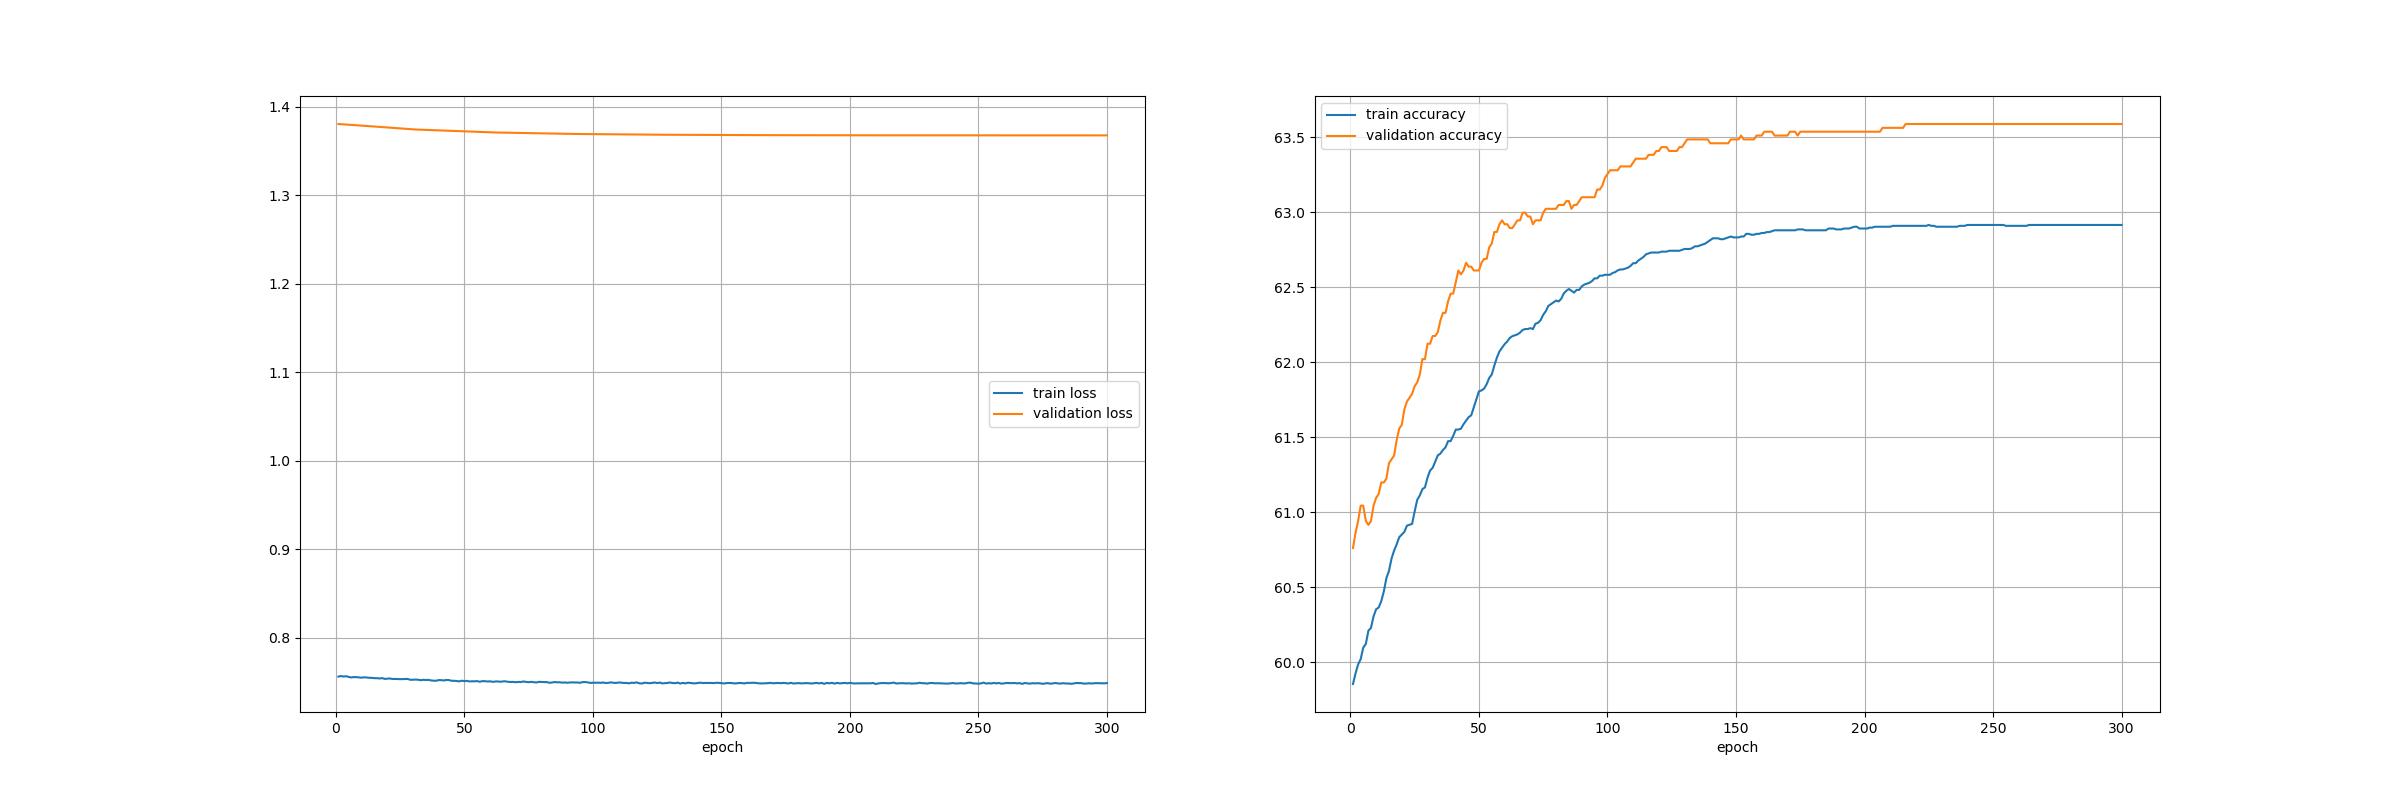 1.4
1.3
1.2
1.1
1.0
0.9
0.8
0 50 100 150 200 250 300
epoch
train loss
validation loss
63.5
63.0
62.5
62.0
61.5
61.0
60.5
60.0
0 50 100 150 200 250 300
epoch
train accuracy
validation accuracy